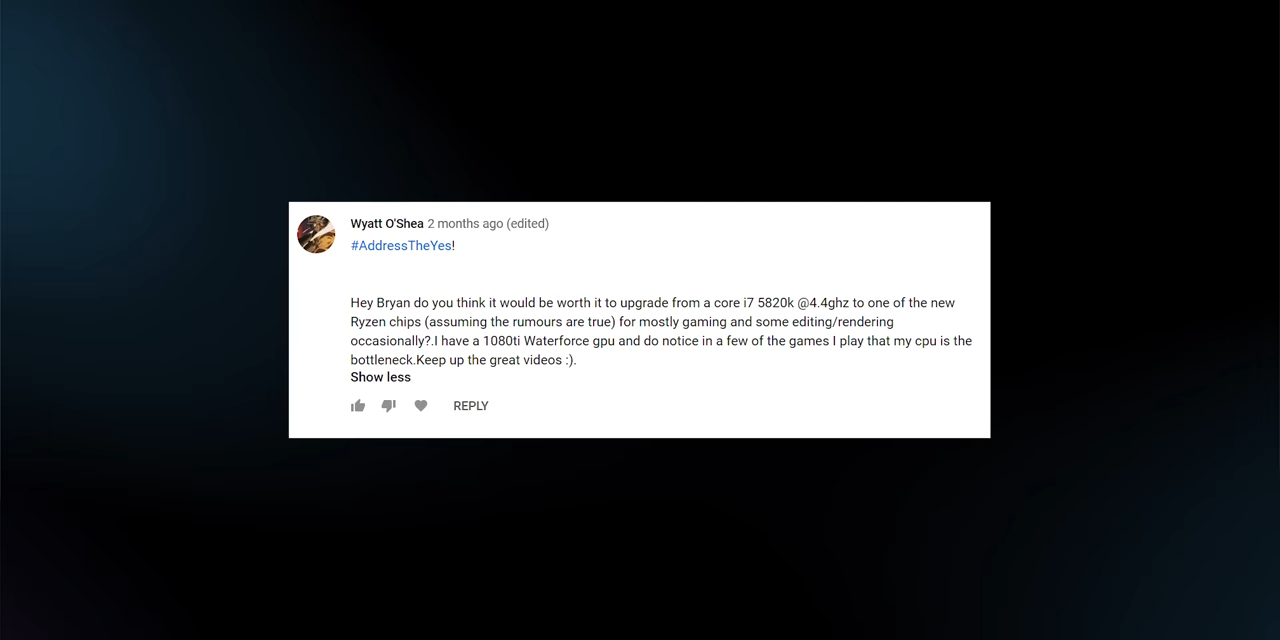 Wyatt O'Shea 2 months ago (edited)
#AddressTheYes!
Hey Bryan do you think it would be worth it to upgrade from a core i7 5820k @4.4ghz to one of the new
Ryzen chips (assuming the rumours are true) for mostly gaming and some editing/rendering
occasionally?.I have a 1080ti Waterforce gpu and do notice in a few of the games I play that my cpu is the
bottleneck.Keep up the great videos :).
Show less
REPLY